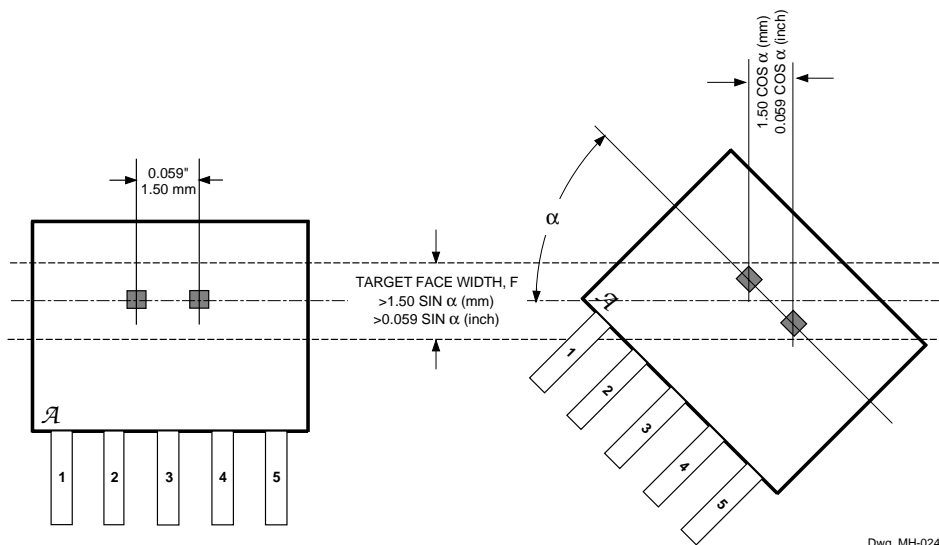 0.059"
1.50 mm
A
1 2 3 4 5
TARGET FACE WIDTH, F
>1.50 SIN α (mm)
>0.059 SIN α (inch)
1.50 COS α (mm)
0.059 COS α (inch)
α
A
1
2
3
4
5
Dwg. MH-024